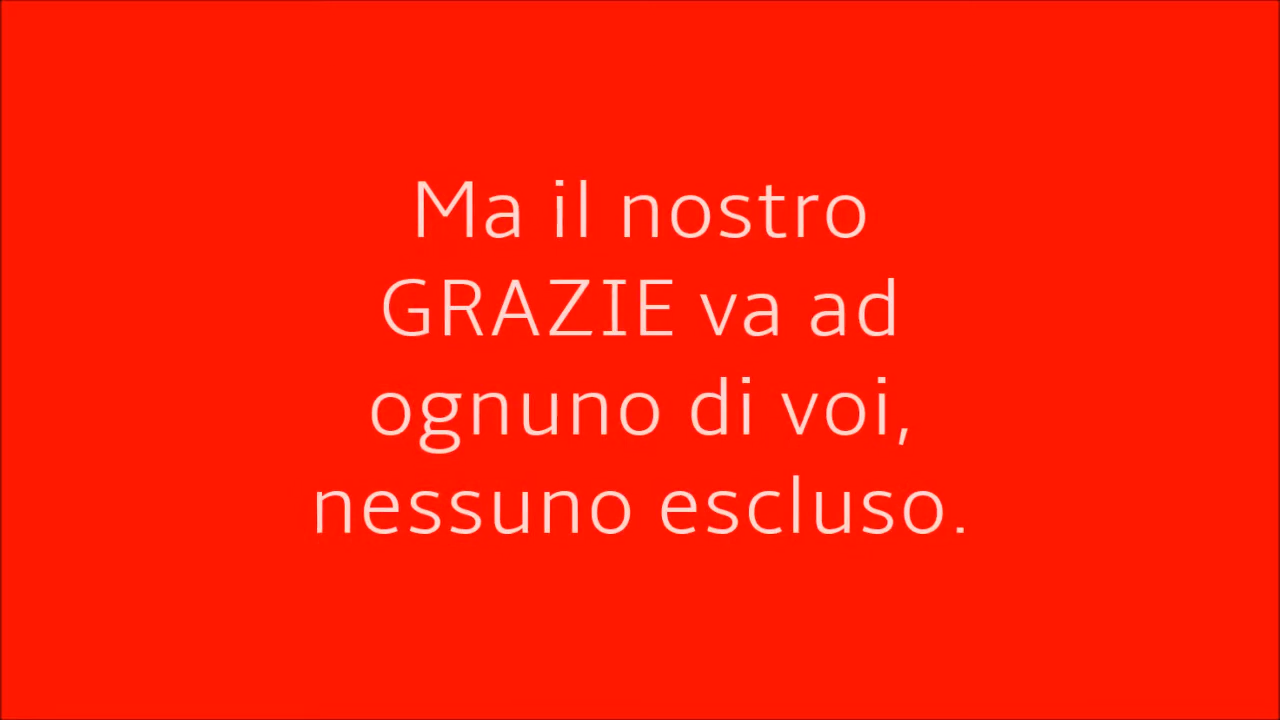 Ma il nostro
GRAZIE va ad
ognuno di voi,
nessuno escluso.